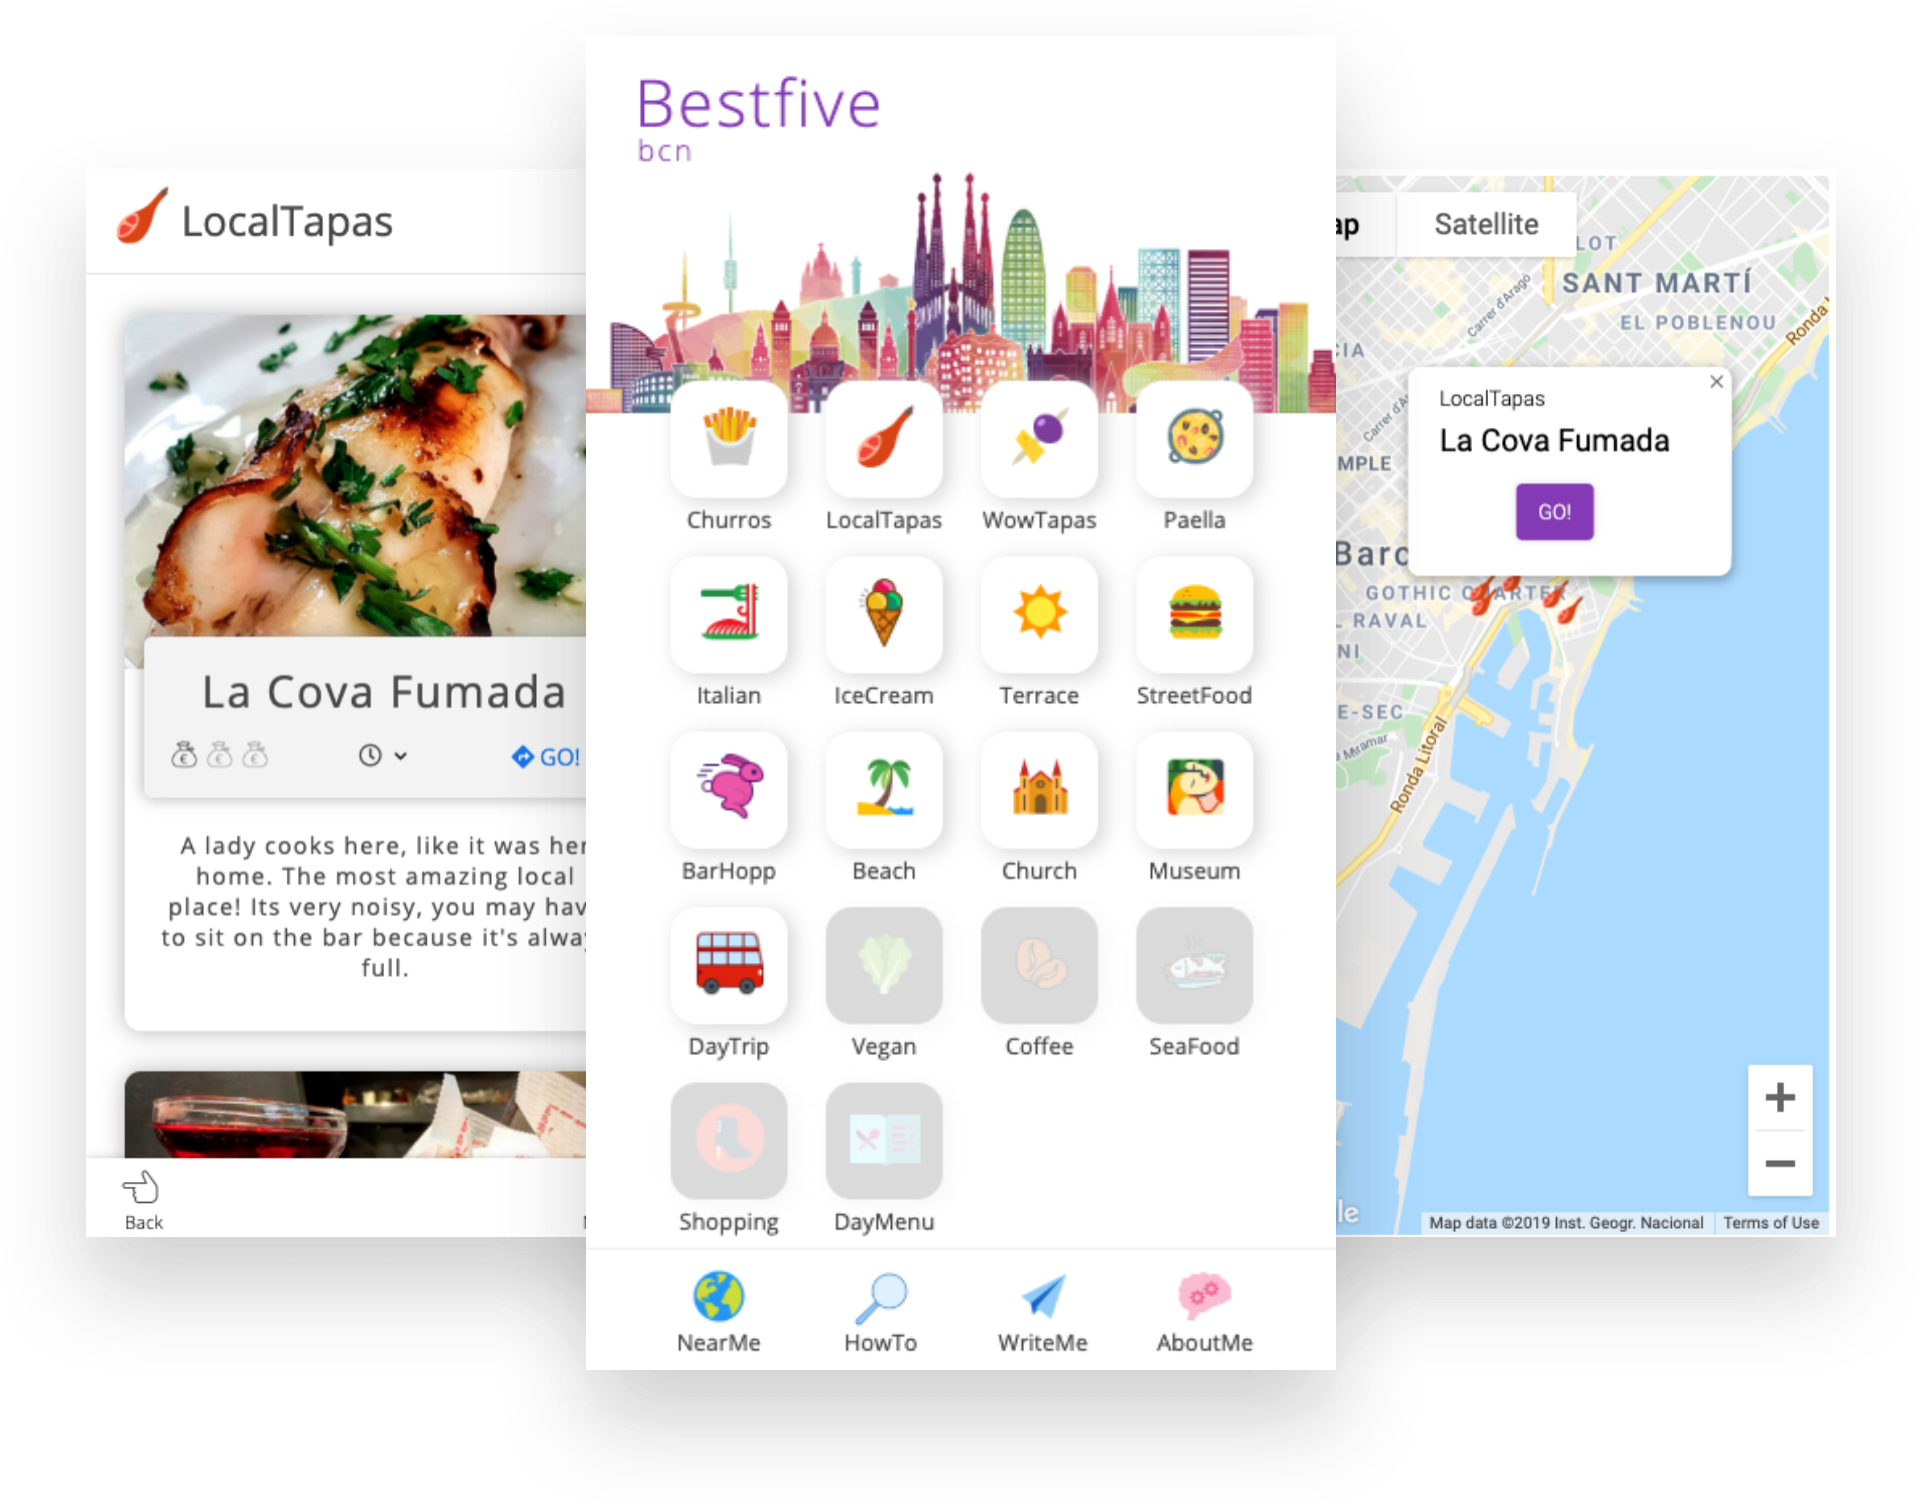 LocalTapas
La Cova Fumada
GO!
A lady cooks here, like it was her
home. The most amazing local
place! Its very noisy, you may hav
to sit on the bar because it's alway
full.
Back
Bestfive
bcn
Churros
LocalTapas
WowTapas
Paella
Italian
IceCream
Terrace
StreetFood
BarHopp
Beach
Church
Museum
DayTrip
Vegan
Coffee
SeaFood
Shopping
DayMenu
NearMe
HowTo
WriteMe
AboutMe
ap
Satellite
LOT
SANT MARTÍ
EL POBLENOU
Carrer d'Aragó
Ronda
CIA
Carrer d'A
LocalTapas
La Cova Fumada
GO!
MPLE
Barc
GOTHIC QUARTER
L RAVAL
NI
E-SEC
Miramar
Ronda Litoral
le
Map data ©2019 Inst. Geogr. Nacional
Terms of Use